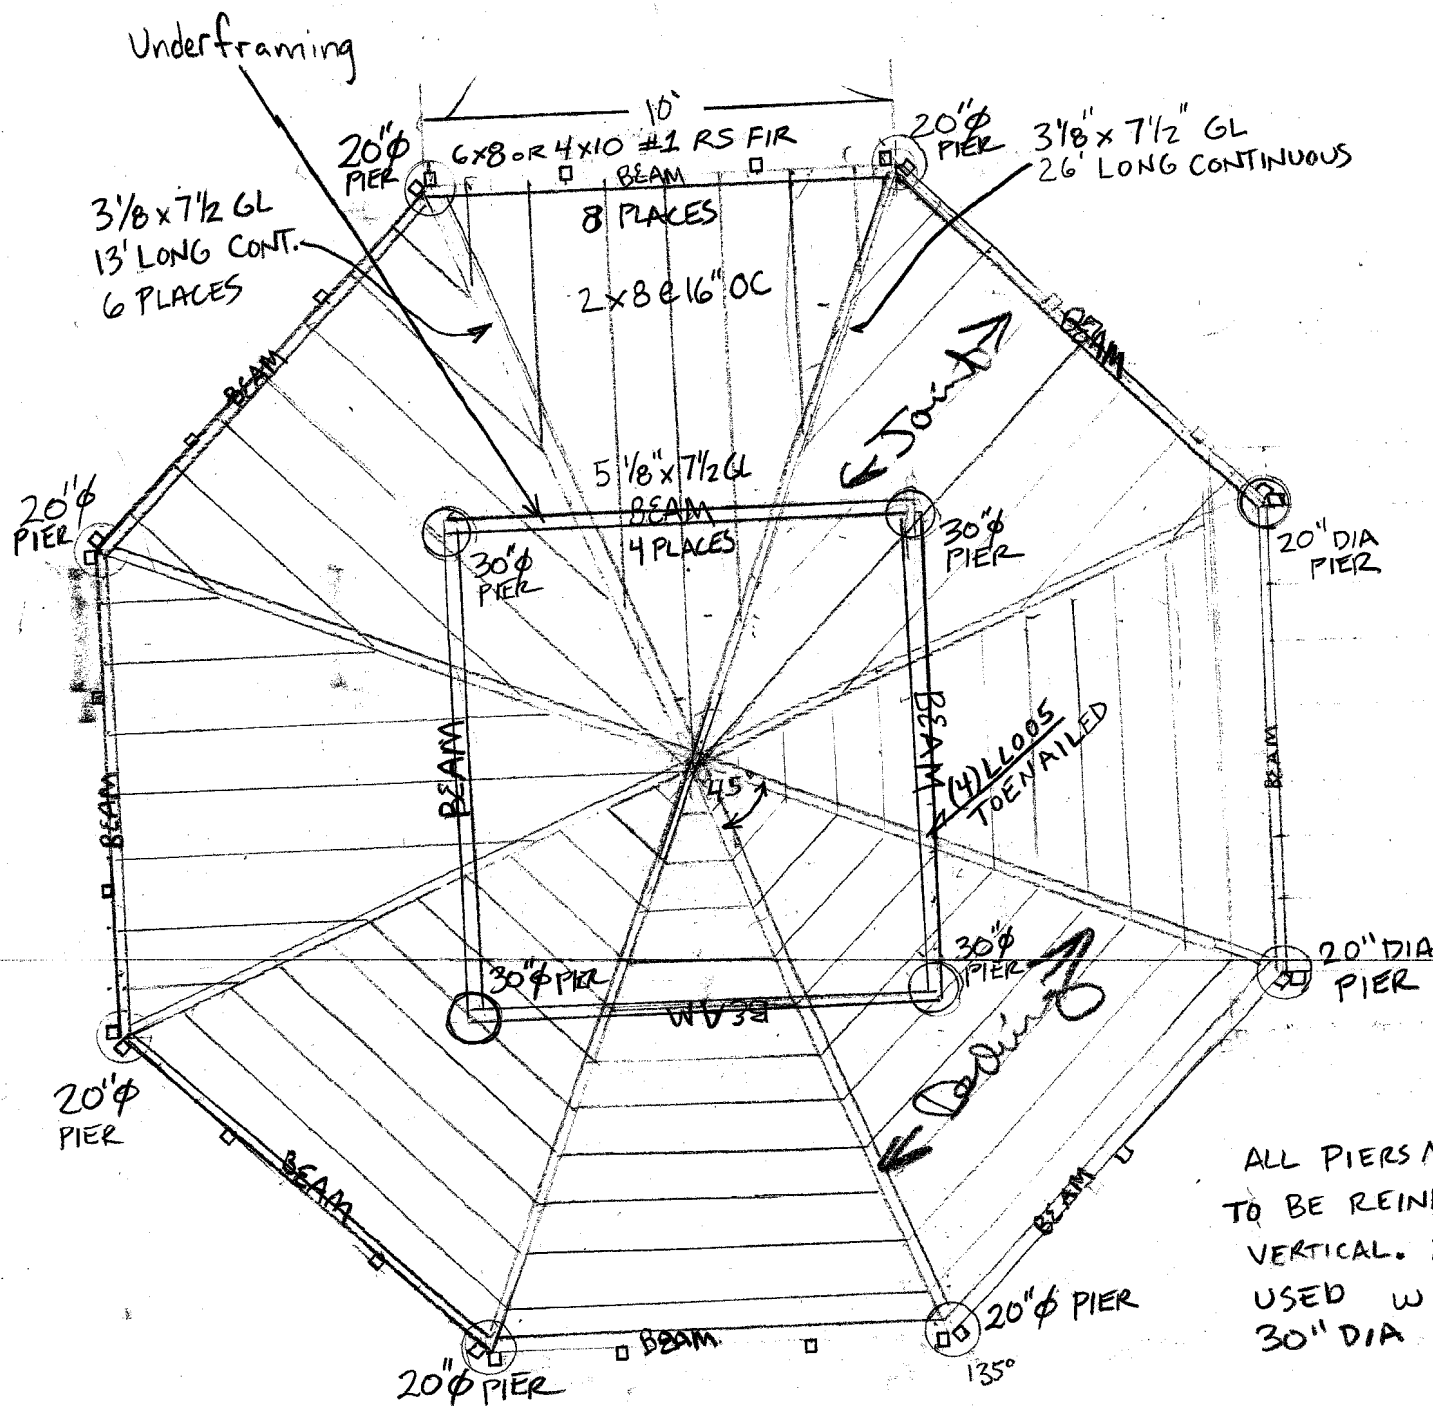 Underframing
10'
20"ϕ
PIER
6x8 OR 4x10 #1 RS FIR
BEAM
8 PLACES
20"ϕ
PIER
3 1/8" x 7 1/2" GL
26' LONG CONTINUOUS
3 1/8 x 7 1/2 GL
13' LONG CONT.
6 PLACES
2x8 @ 16" OC
BEAM
BEAM
Joint
5 1/8" x 7 1/2 GL
BEAM
4 PLACES
20"ϕ
PIER
30"ϕ
PIER
30"ϕ
PIER
20" DIA
PIER
BEAM
BEAM
BEAM
BEAM
(4) LL005
TOENAILED
45°
30"ϕ PIER
30"ϕ
PIER
20" DIA
PIER
BEAM
20"ϕ
PIER
BEAM
BEAM
ALL PIERS
TO BE
VERTICAL.
USED
30" DIA
20"ϕ PIER
BEAM
135°
20"ϕ PIER